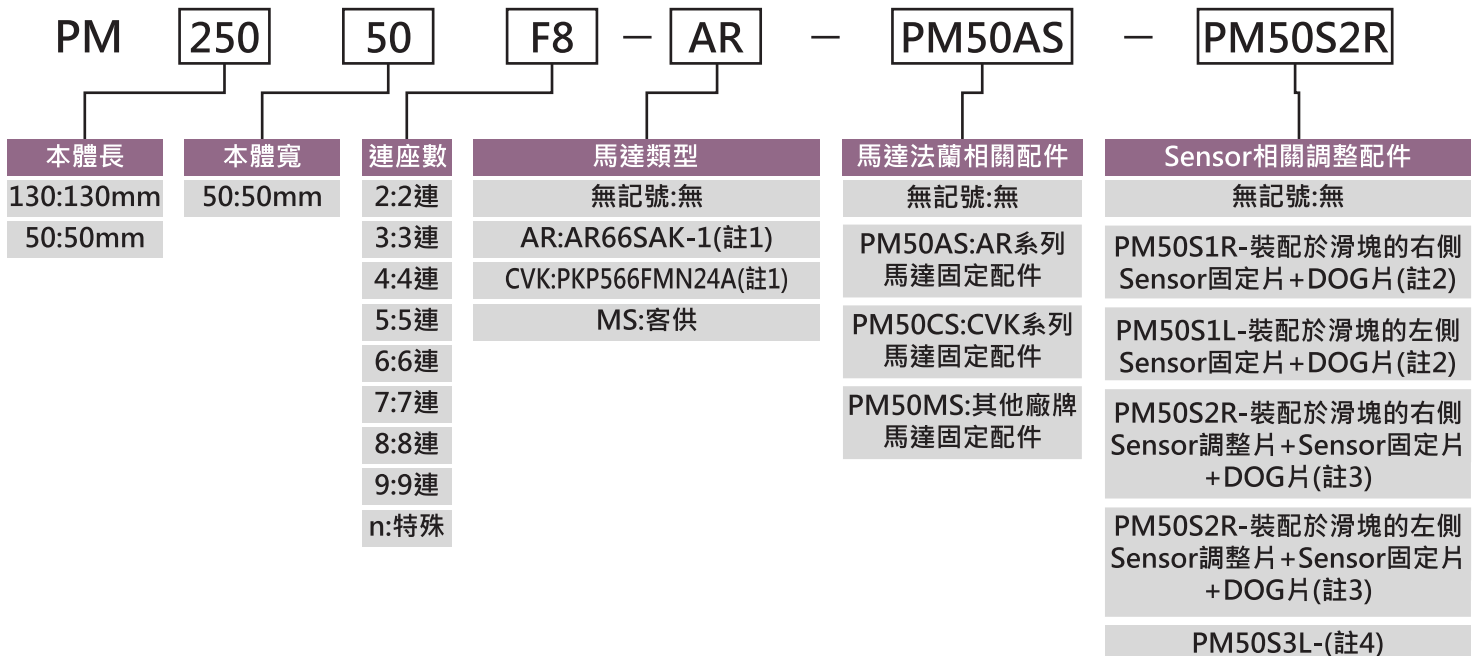 PM 250 50 F8 － AR － PM50AS － PM50S2R
本體長
130:130mm
50:50mm
本體寬
50:50mm
連座數
2:2連
3:3連
4:4連
5:5連
6:6連
7:7連
8:8連
9:9連
n:特殊
馬達類型
無記號:無
AR:AR66SAK-1(註1)
CVK:PKP566FMN24A(註1)
MS:客供
馬達法蘭相關配件
無記號:無
PM50AS:AR系列
馬達固定配件
PM50CS:CVK系列
馬達固定配件
PM50MS:其他廠牌
馬達固定配件
Sensor相關調整配件
無記號:無
PM50S1R-裝配於滑塊的右側
Sensor固定片+DOG片(註2)
PM50S1L-裝配於滑塊的左側
Sensor固定片+DOG片(註2)
PM50S2R-裝配於滑塊的右側
Sensor調整片+Sensor固定片
+DOG片(註3)
PM50S2R-裝配於滑塊的左側
Sensor調整片+Sensor固定片
+DOG片(註3)
PM50S3L-(註4)